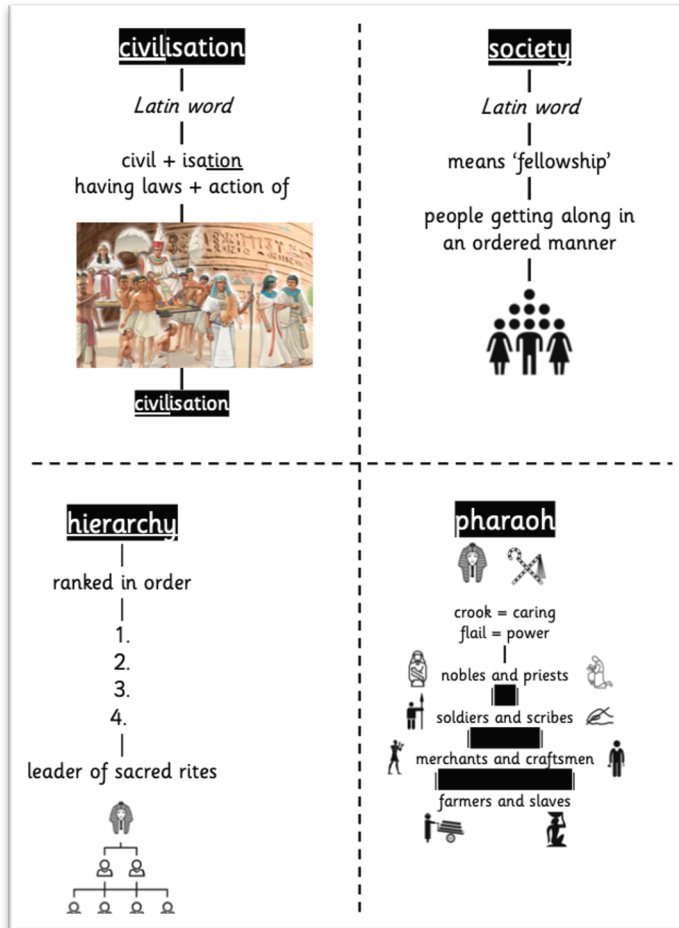 civilisation
Latin word
civil + isation
having laws + action of
civilisation
society
Latin word
means ‘fellowship’
people getting along in
an ordered manner
hierarchy
ranked in order
1.
2.
3.
4.
leader of sacred rites
pharaoh
crook = caring
flail = power
nobles and priests
soldiers and scribes
merchants and craftsmen
farmers and slaves